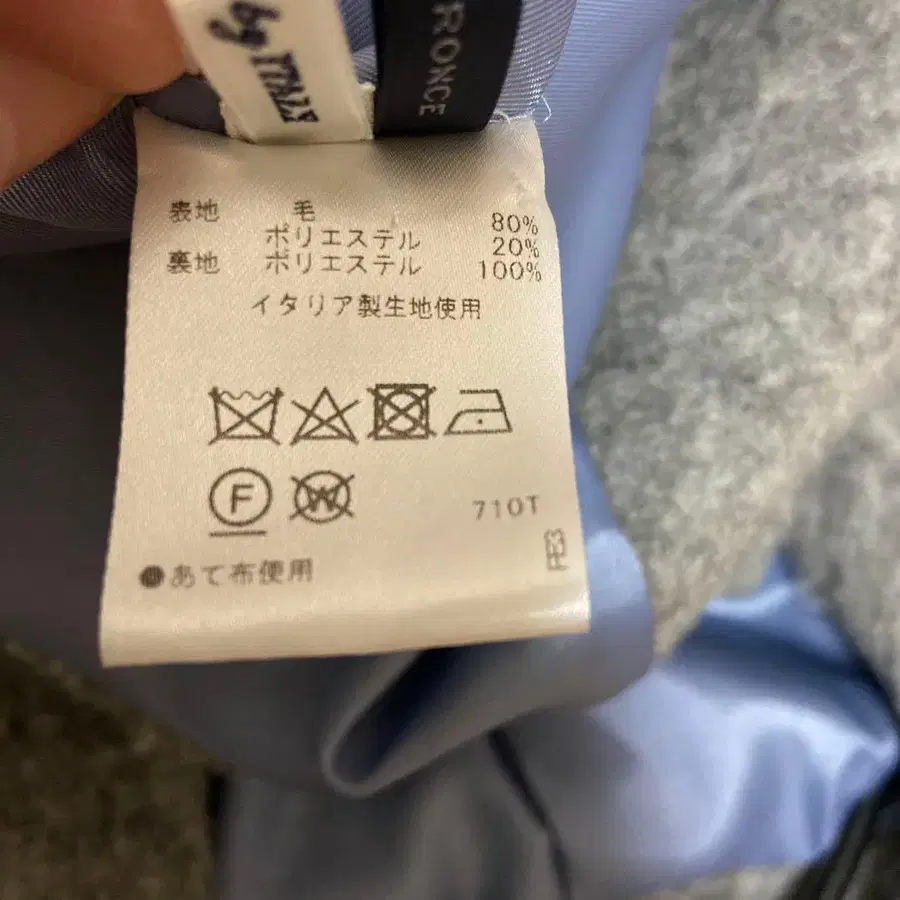 by ITALY
RONCE
表地 毛 80%
ポリエステル 20%
裏地 ポリエステル 100%
イタリア製生地使用
F
W
710T
●あて布使用